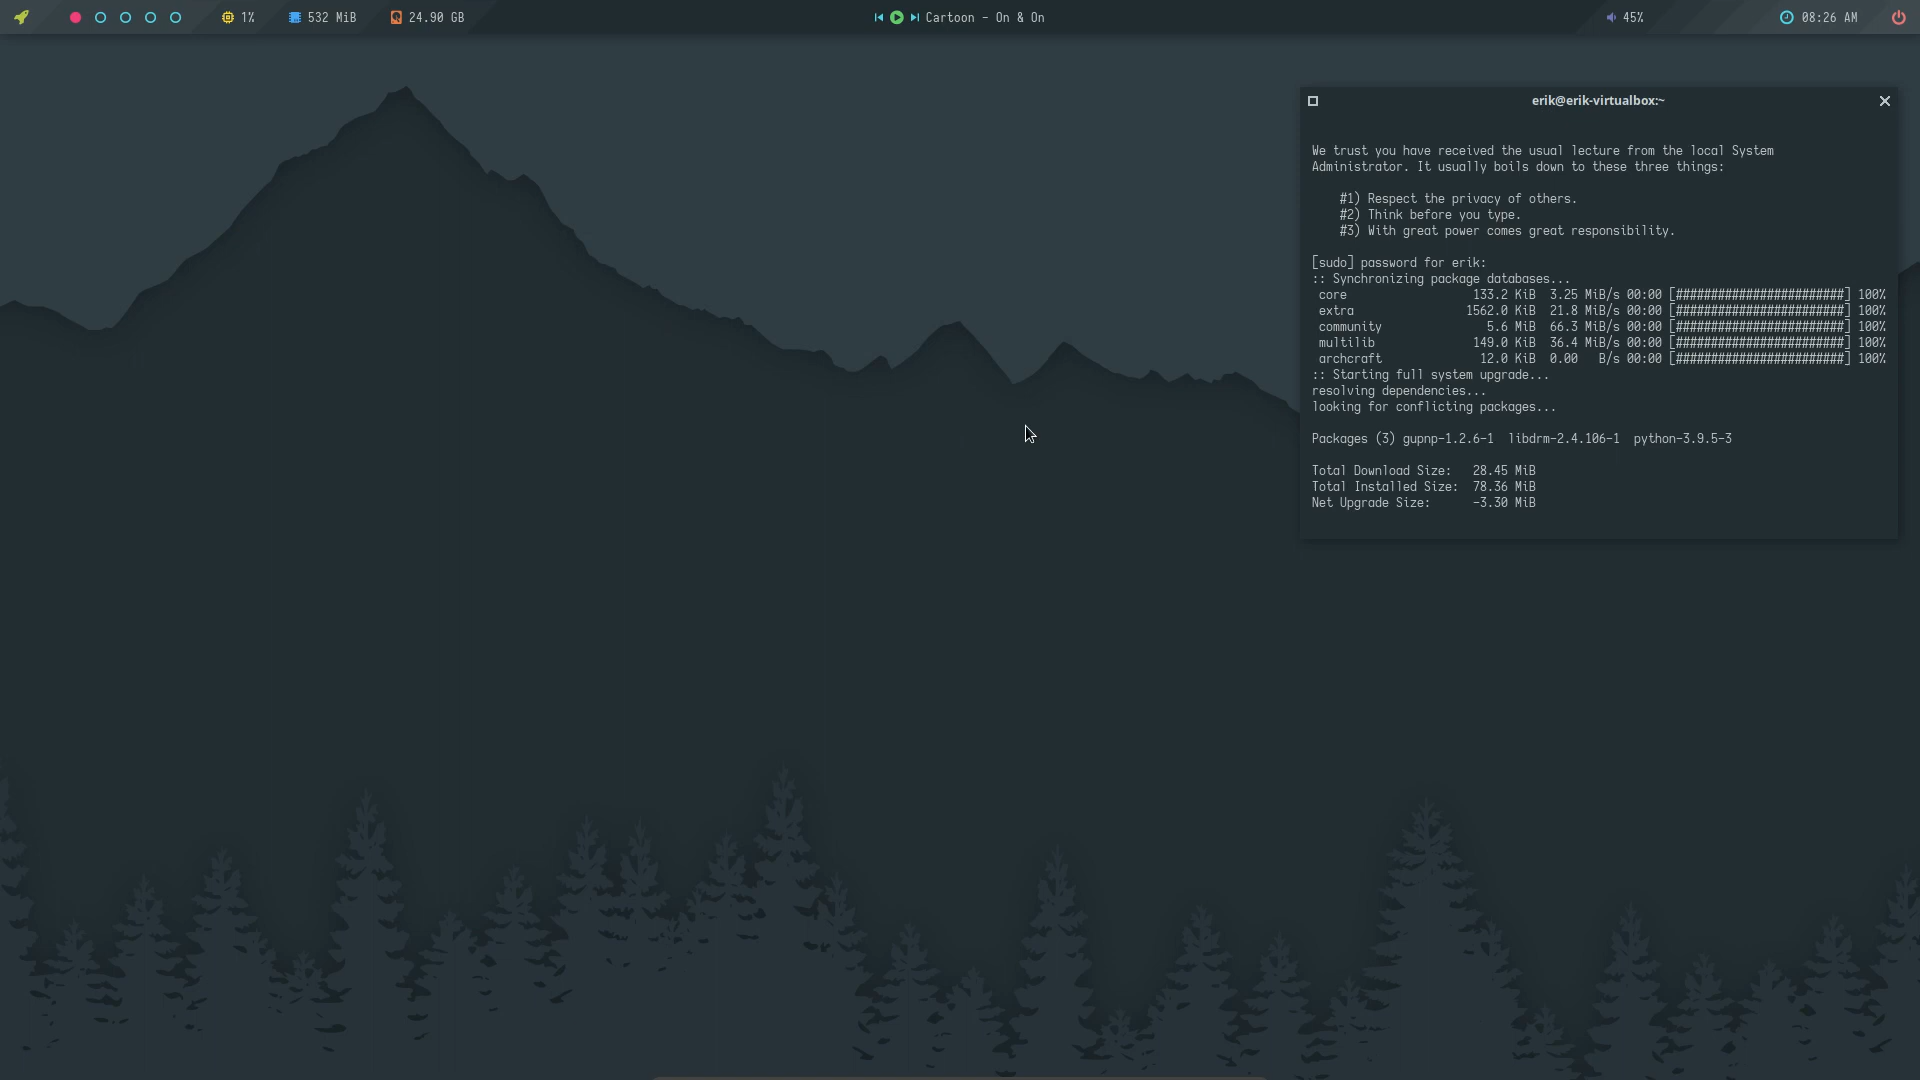 1% 532 MiB 24.90 GB Cartoon - On & On 45% 08:26 AM
erik@erik-virtualbox:~
We trust you have received the usual lecture from the local System
Administrator. It usually boils down to these three things:
#1) Respect the privacy of others.
#2) Think before you type.
#3) With great power comes great responsibility.
[sudo] password for erik:
:: Synchronizing package databases...
core 133.2 KiB 3.25 MiB/s 00:00 [########################] 100%
extra 1562.0 KiB 21.8 MiB/s 00:00 [########################] 100%
community 5.6 MiB 66.3 MiB/s 00:00 [########################] 100%
multilib 149.0 KiB 36.4 MiB/s 00:00 [########################] 100%
archcraft 12.0 KiB 0.00 B/s 00:00 [########################] 100%
:: Starting full system upgrade...
resolving dependencies...
looking for conflicting packages...
Packages (3) gupnp-1.2.6-1 libdrm-2.4.106-1 python-3.9.5-3
Total Download Size: 28.45 MiB
Total Installed Size: 78.36 MiB
Net Upgrade Size: -3.30 MiB